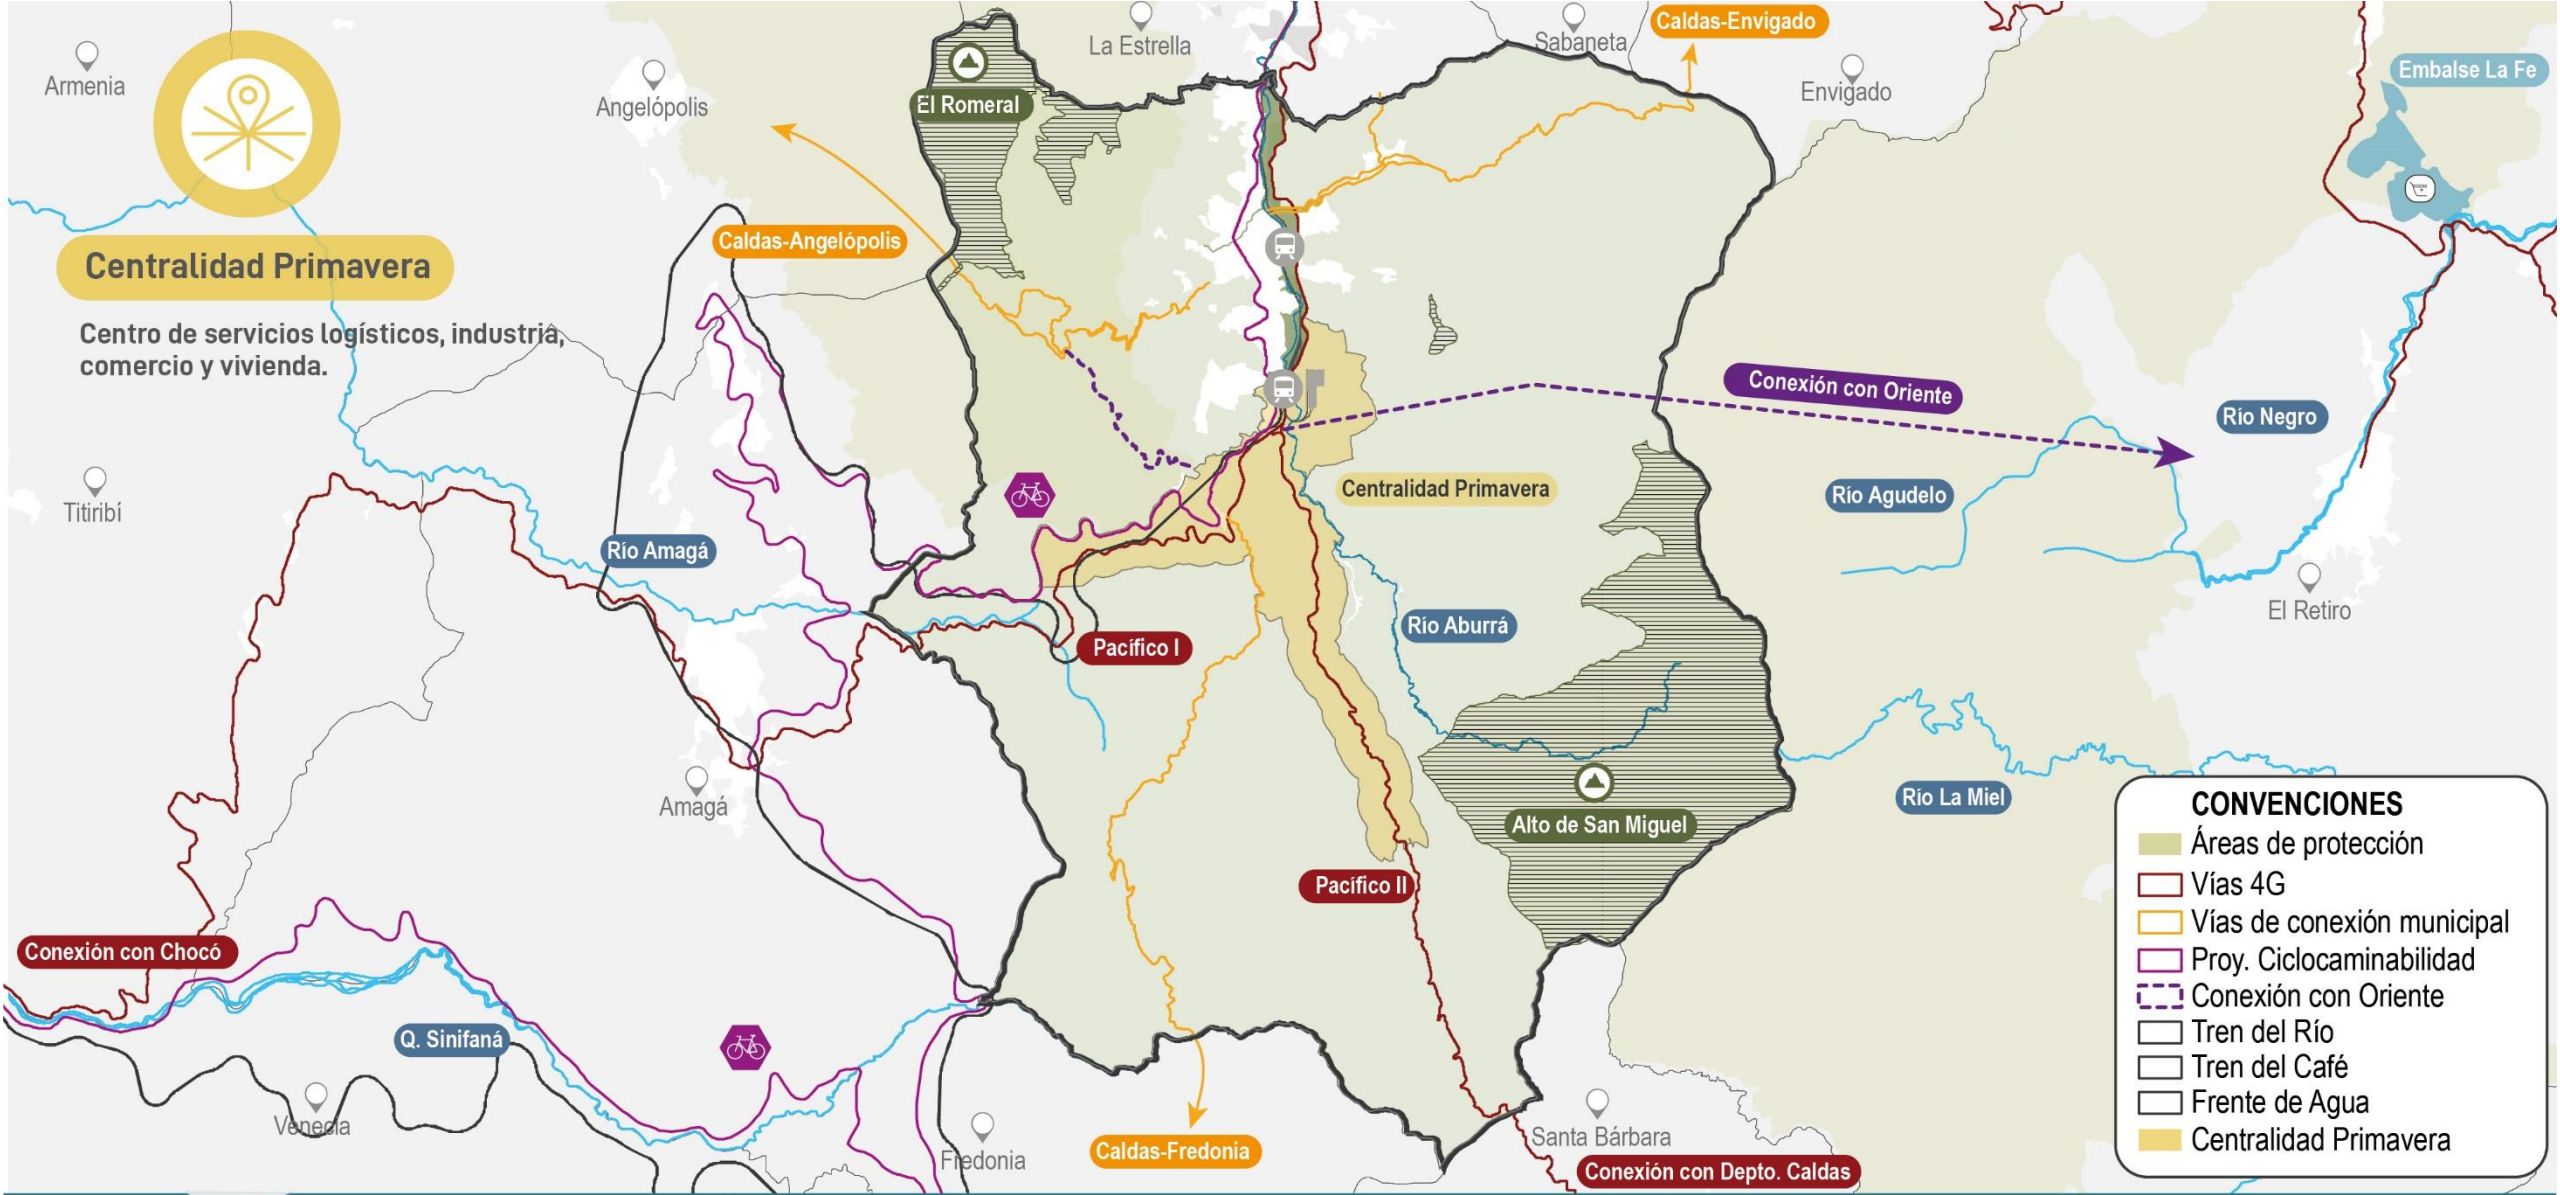 Armenia
Angelópolis
La Estrella
Sabaneta
Caldas-Envigado
Envigado
Embalse La Fe
El Romeral
Centralidad Primavera
Centro de servicios logísticos, industria,
comercio y vivienda.
Caldas-Angelópolis
Conexión con Oriente
Río Negro
Titiribí
Centralidad Primavera
Río Agudelo
Río Amagá
Río Aburrá
El Retiro
Pacífico I
Amagá
Alto de San Miguel
Río La Miel
Pacífico II
Conexión con Chocó
Q. Sinifaná
Venecia
Fredonia
Caldas-Fredonia
Santa Bárbara
Conexión con Depto. Caldas
CONVENCIONES
Áreas de protección
Vías 4G
Vías de conexión municipal
Proy. Ciclocaminabilidad
Conexión con Oriente
Tren del Río
Tren del Café
Frente de Agua
Centralidad Primavera